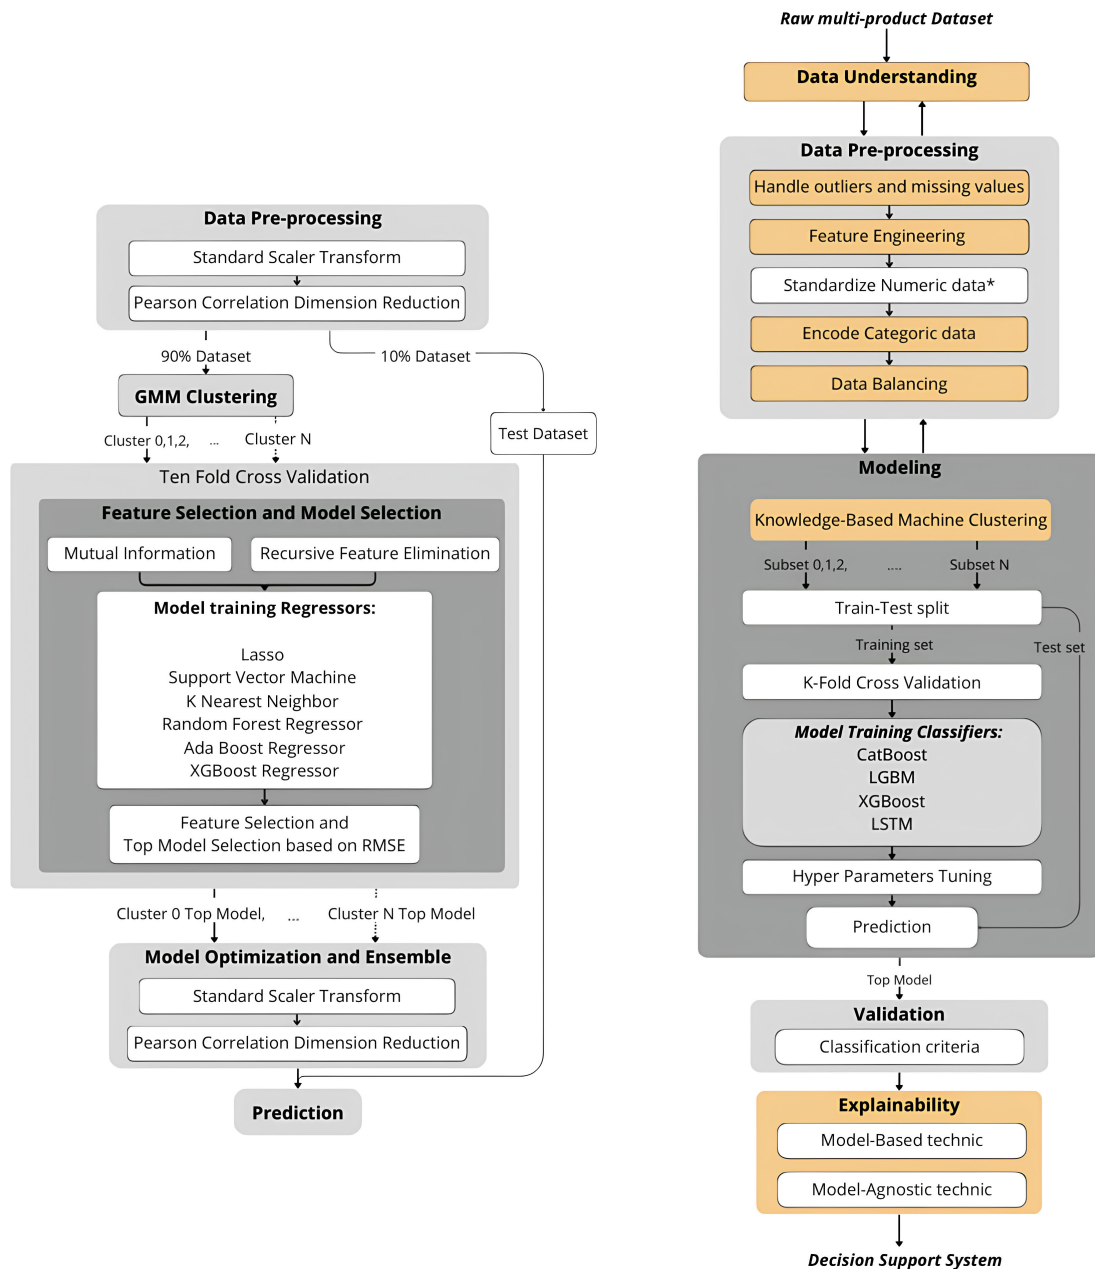 Data Pre-processing
Standard Scaler Transform
Pearson Correlation Dimension Reduction
90% Dataset
10% Dataset
GMM Clustering
Test Dataset
Cluster 0,1,2,
...
Cluster N
Ten Fold Cross Validation
Feature Selection and Model Selection
Mutual Information
Recursive Feature Elimination
Model training Regressors:
Lasso
Support Vector Machine
K Nearest Neighbor
Random Forest Regressor
Ada Boost Regressor
XGBoost Regressor
Feature Selection and
Top Model Selection based on RMSE
Cluster 0 Top Model,
...
Cluster N Top Model
Model Optimization and Ensemble
Standard Scaler Transform
Pearson Correlation Dimension Reduction
Prediction
Raw multi-product Dataset
Data Understanding
Data Pre-processing
Handle outliers and missing values
Feature Engineering
Standardize Numeric data*
Encode Categoric data
Data Balancing
Modeling
Knowledge-Based Machine Clustering
Subset 0,1,2,
....
Subset N
Train-Test split
Training set
Test set
K-Fold Cross Validation
Model Training Classifiers:
CatBoost
LGBM
XGBoost
LSTM
Hyper Parameters Tuning
Prediction
Top Model
Validation
Classification criteria
Explainability
Model-Based technic
Model-Agnostic technic
Decision Support System